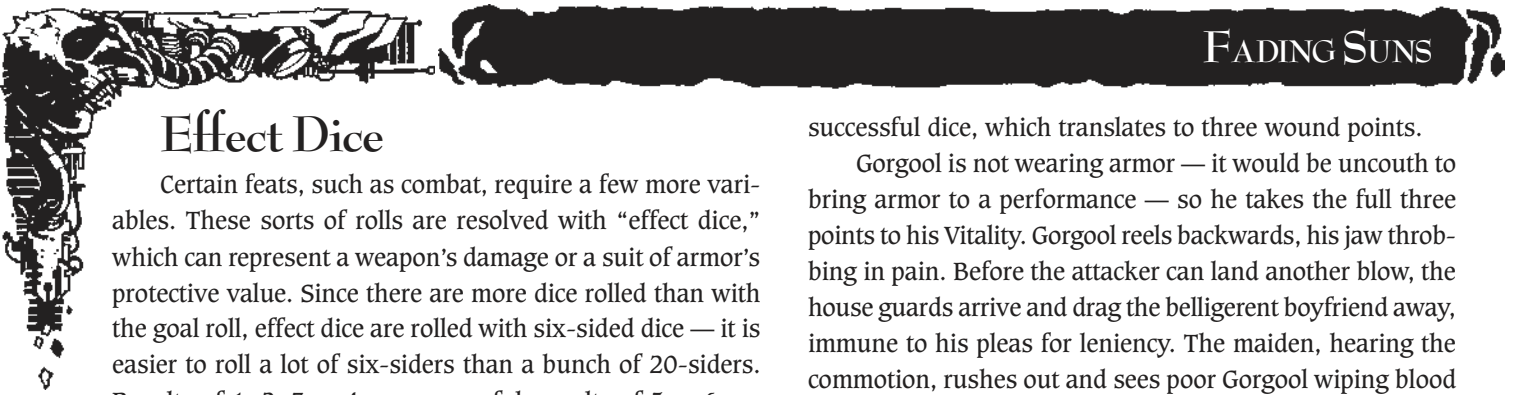 FADING SUNS
Effect Dice
Certain feats, such as combat, require a few more vari-
ables. These sorts of rolls are resolved with “effect dice,”
which can represent a weapon’s damage or a suit of armor’s
protective value. Since there are more dice rolled than with
the goal roll, effect dice are rolled with six-sided dice — it is
easier to roll a lot of six-siders than a bunch of 20-siders.
successful dice, which translates to three wound points.
Gorgool is not wearing armor — it would be uncouth to
bring armor to a performance — so he takes the full three
points to his Vitality. Gorgool reels backwards, his jaw throb-
bing in pain. Before the attacker can land another blow, the
house guards arrive and drag the belligerent boyfriend away,
immune to his pleas for leniency. The maiden, hearing the
commotion, rushes out and sees poor Gorgool wiping blood